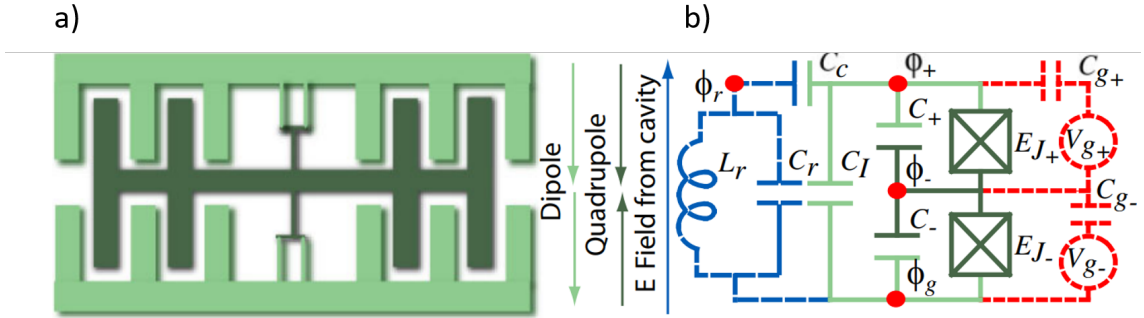 a)
b)
Dipole
Quadrupole
E Field from cavity
ϕr
Lr
Cr
Cc
CI
ϕ+
C+
ϕ-
C-
ϕg
EJ+
EJ-
Cg+
Vg+
Cg-
Vg-